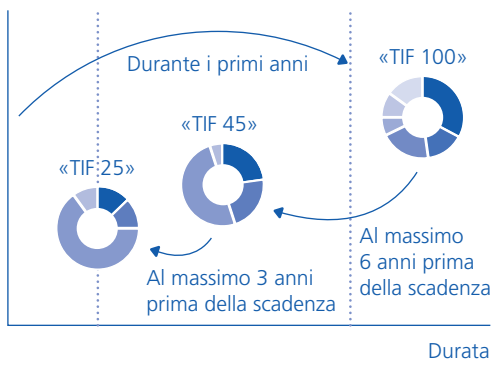 Durante i primi anni
«TIF 100»
«TIF 45»
«TIF 25»
Al massimo
6 anni prima
della scadenza
Al massimo 3 anni
prima della scadenza
Durata